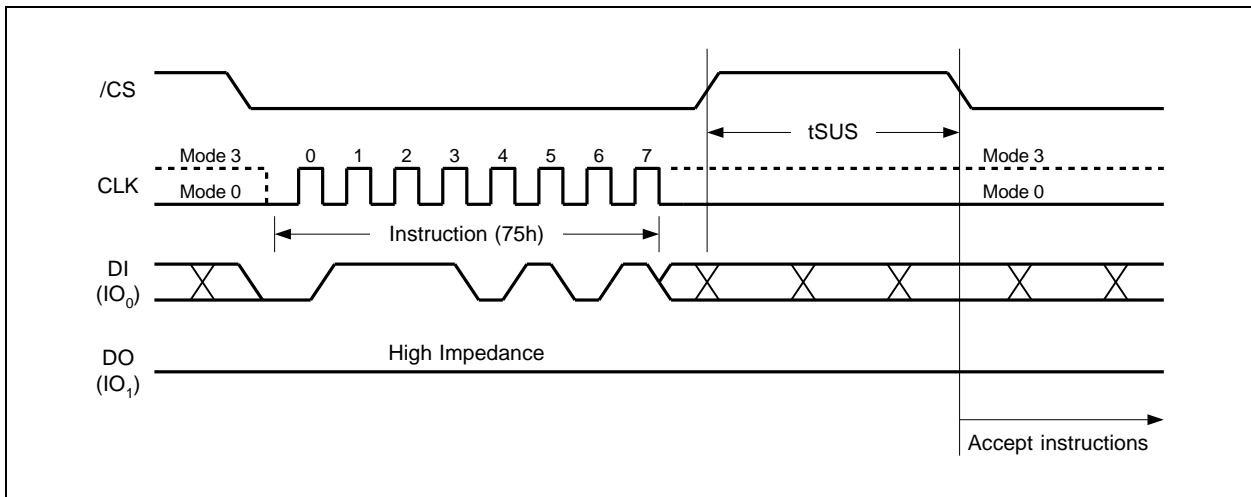 /CS
tSUS
Mode 3 0 1 2 3 4 5 6 7 Mode 3
CLK
Mode 0 Mode 0
Instruction (75h)
DI
(IO0)
High Impedance
DO
(IO1)
Accept instructions